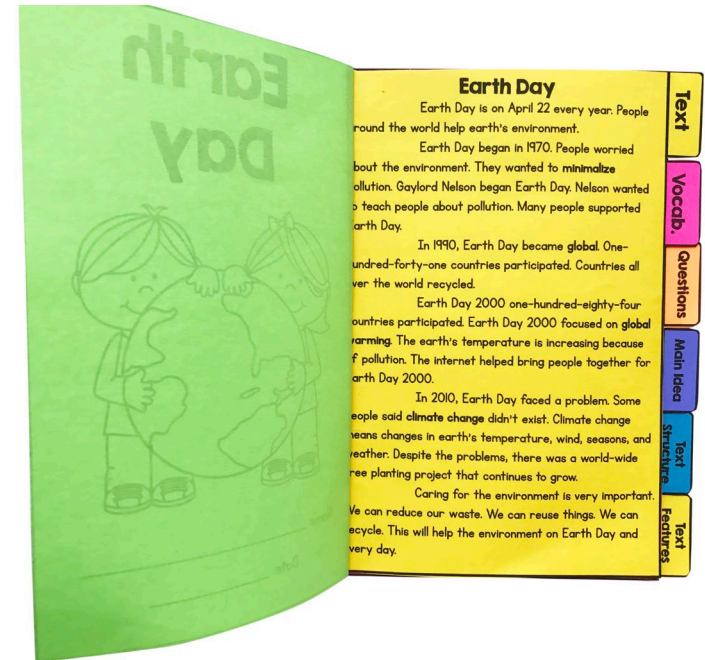 Earth
Day
Date
Earth Day
Earth Day is on April 22 every year. People
round the world help earth's environment.
Earth Day began in 1970. People worried
bout the environment. They wanted to minimalize
ollution. Gaylord Nelson began Earth Day. Nelson wanted
o teach people about pollution. Many people supported
arth Day.
In 1990, Earth Day became global. One-
undred-forty-one countries participated. Countries all
ver the world recycled.
Earth Day 2000 one-hundred-eighty-four
ountries participated. Earth Day 2000 focused on global
arming. The earth's temperature is increasing because
f pollution. The internet helped bring people together for
arth Day 2000.
In 2010, Earth Day faced a problem. Some
eople said climate change didn't exist. Climate change
eans changes in earth's temperature, wind, seasons, and
eather. Despite the problems, there was a world-wide
ree planting project that continues to grow.
Caring for the environment is very important.
We can reduce our waste. We can reuse things. We can
ecycle. This will help the environment on Earth Day and
very day.
Text
Vocab.
Questions
Main Idea
Text
Structure
Text
Features